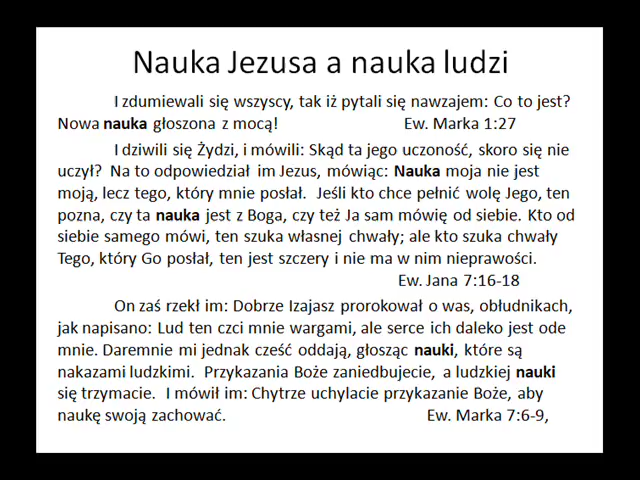 Nauka Jezusa a nauka ludzi
I zdumiewali się wszyscy, tak iż pytali się nawzajem: Co to jest?
Nowa nauka głoszona z mocą! Ew. Marka 1:27
I dziwili się Żydzi, i mówili: Skąd ta jego uczoność, skoro się nie
uczył? Na to odpowiedział im Jezus, mówiąc: Nauka moja nie jest
moją, lecz tego, który mnie posłał. Jeśli kto chce pełnić wolę Jego, ten
pozna, czy ta nauka jest z Boga, czy też Ja sam mówię od siebie. Kto od
siebie samego mówi, ten szuka własnej chwały; ale kto szuka chwały
Tego, który Go posłał, ten jest szczery i nie ma w nim nieprawości.
Ew. Jana 7:16-18
On zaś rzekł im: Dobrze Izajasz prorokował o was, obłudnikach,
jak napisano: Lud ten czci mnie wargami, ale serce ich daleko jest ode
mnie. Daremnie mi jednak cześć oddają, głosząc nauki, które są
nakazami ludzkimi. Przykazania Boże zaniedbujecie, a ludzkiej nauki
się trzymacie. I mówił im: Chytrze uchylacie przykazanie Boże, aby
naukę swoją zachować. Ew. Marka 7:6-9,